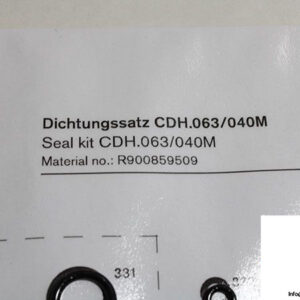 Dichtungssatz CDH.063/040M
Seal kit CDH.063/040M
Material no.: R900859509
331